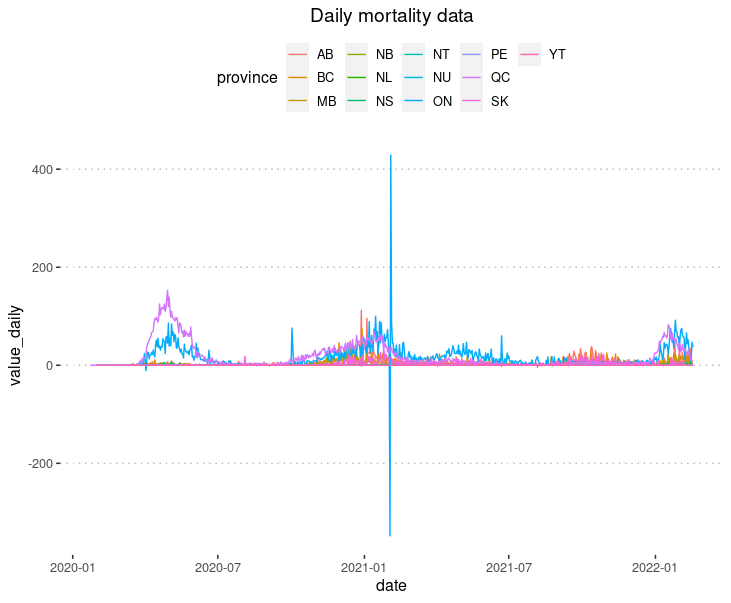 Daily mortality data
province
AB NB NT PE YT
BC NL NU QC
MB NS ON SK
value_daily
400
200
0
-200
2020-01 2020-07 2021-01 2021-07 2022-01
date